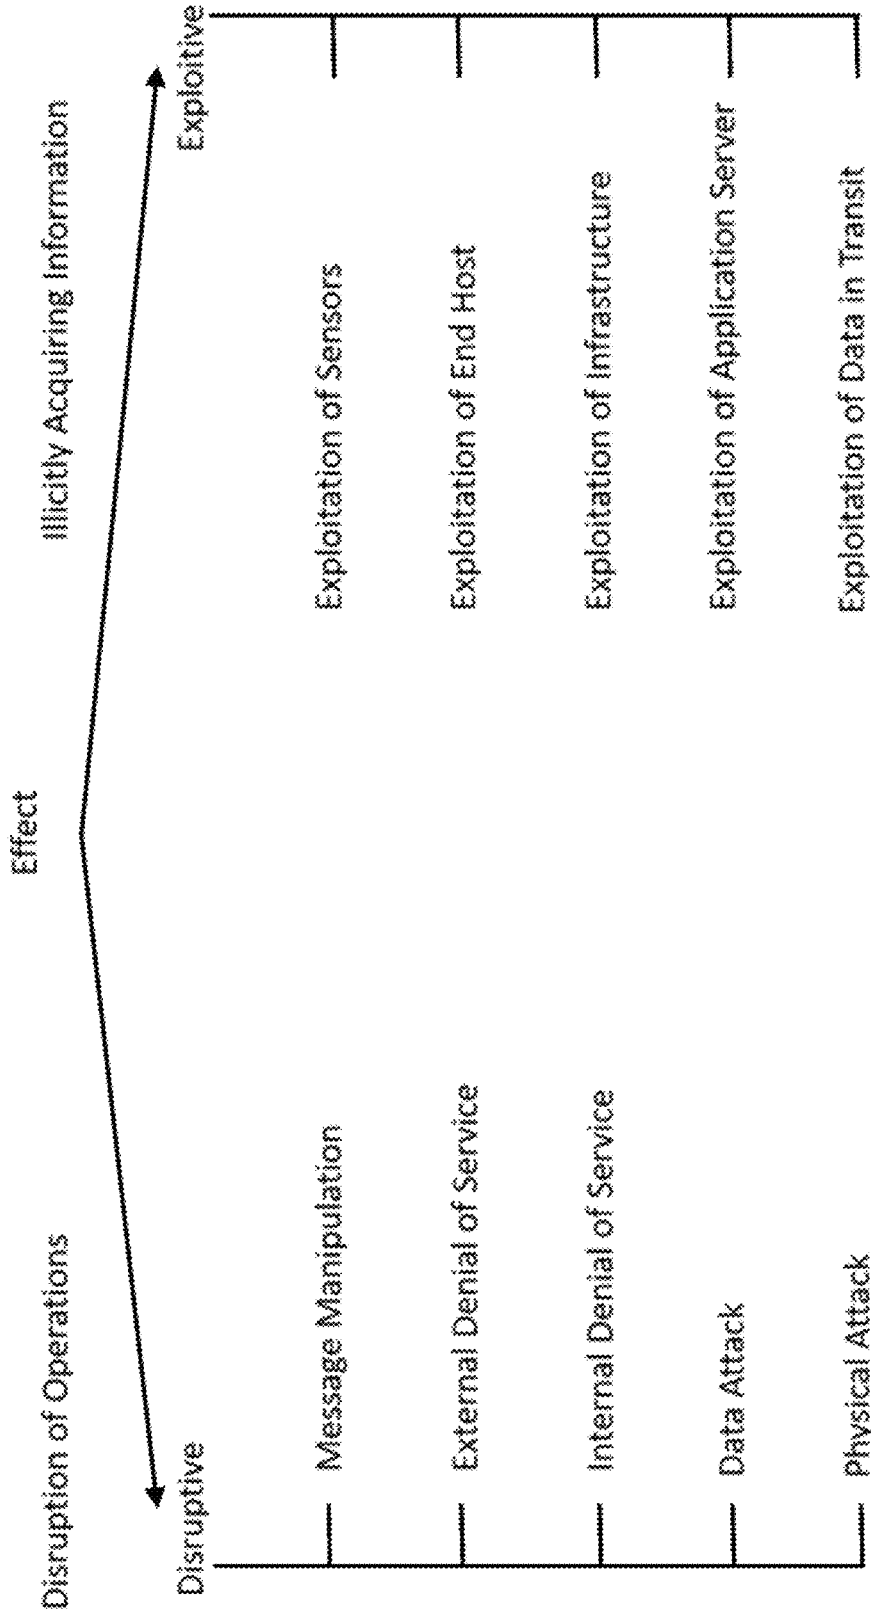 Effect
Disruption of Operations
Illicitly Acquiring Information
Disruptive
Exploitive
Message Manipulation
Exploitation of Sensors
External Denial of Service
Exploitation of End Host
Internal Denial of Service
Exploitation of Infrastructure
Data Attack
Exploitation of Application Server
Physical Attack
Exploitation of Data in Transit